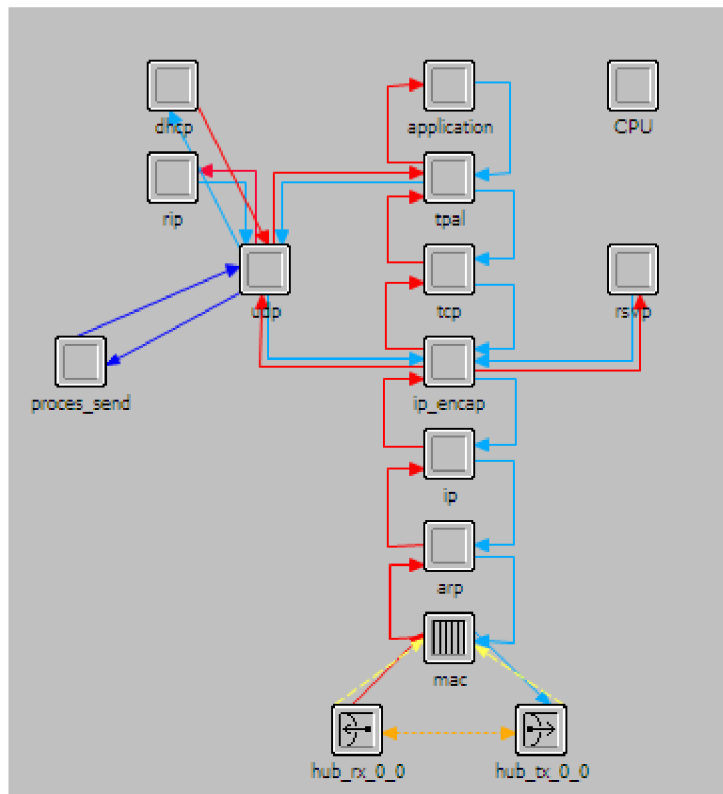 dhcp
application
CPU
rip
tpal
udp
tcp
rsvp
proces_send
ip_encap
ip
arp
mac
hub_rx_0_0
hub_tx_0_0